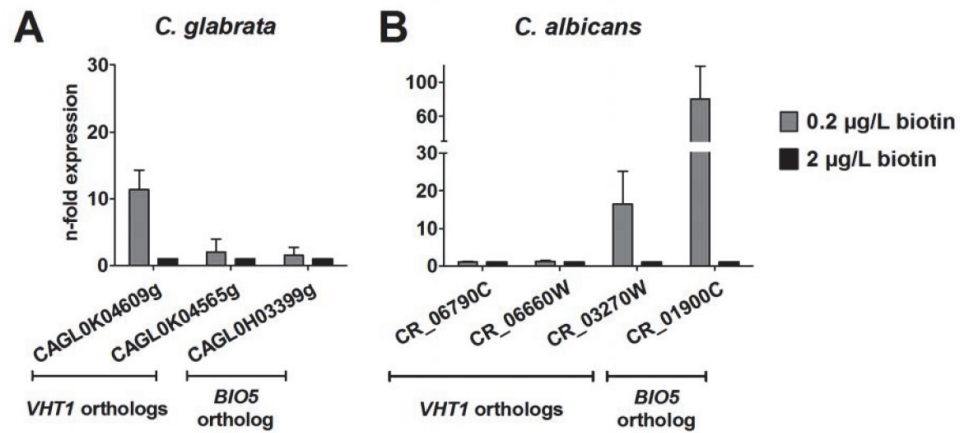 A
C. glabrata
n-fold expression
30
20
10
0
CAGL0K04609g
CAGL0K04565g
CAGL0H03399g
VHT1 orthologs
BIO5
ortholog
B
C. albicans
100
60
30
20
10
0
CR_06790C
CR_06660W
CR_03270W
CR_01900C
VHT1 orthologs
BIO5
ortholog
0.2 µg/L biotin
2 µg/L biotin